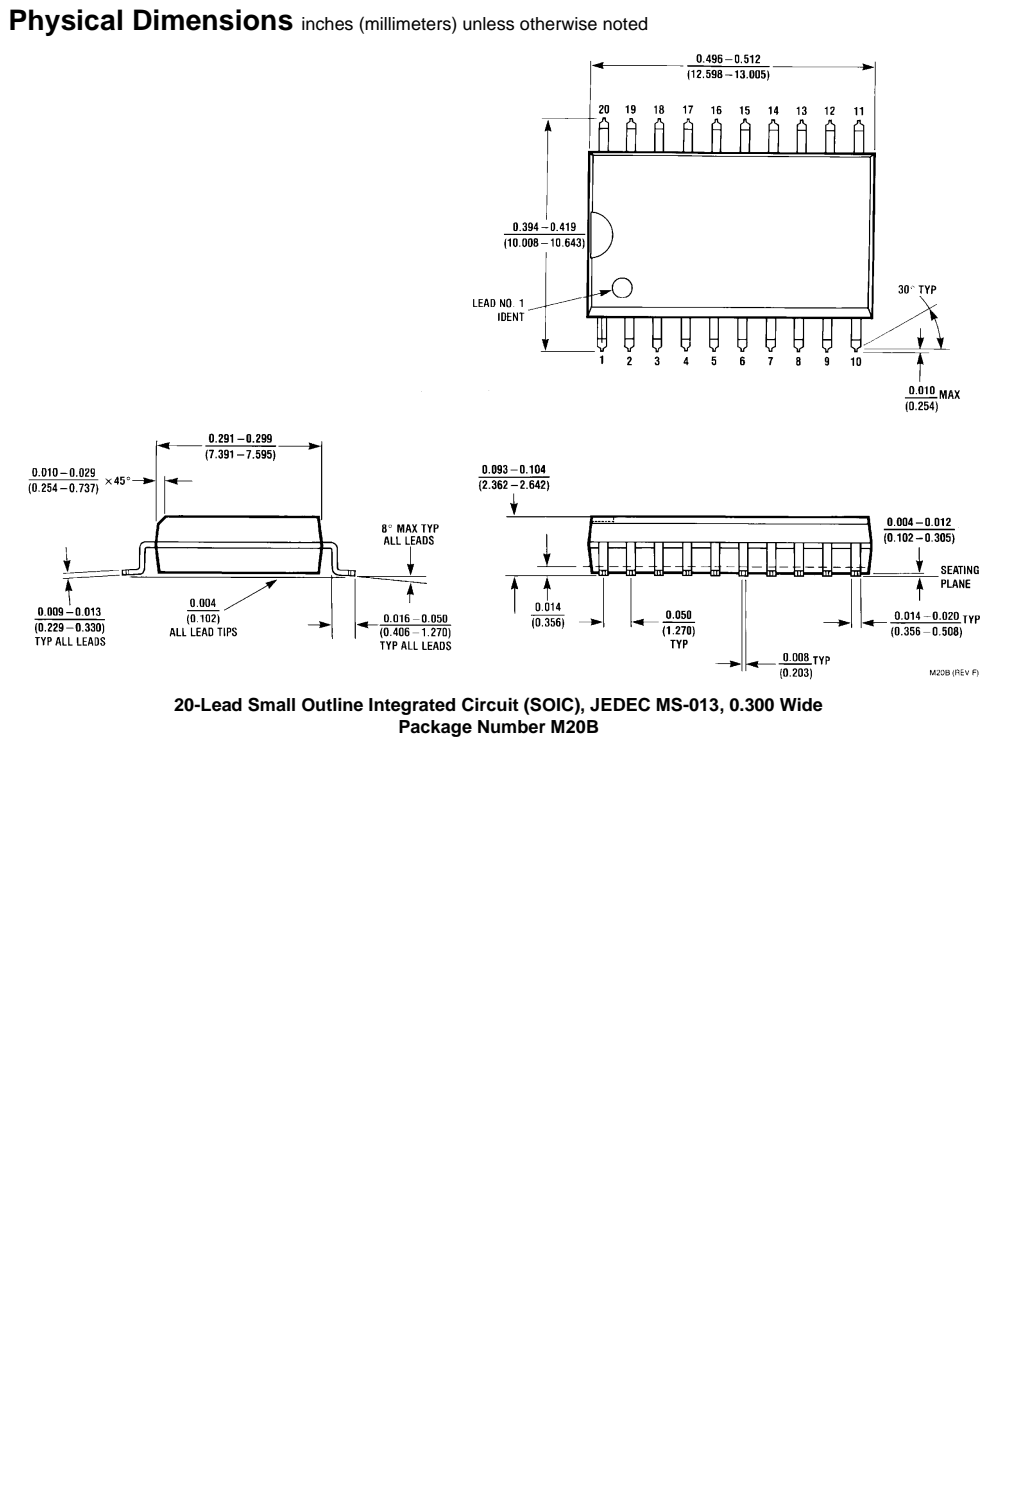 Physical Dimensions inches (millimeters) unless otherwise noted
0.496 – 0.512
(12.598 – 13.005)
20 19 18 17 16 15 14 13 12 11
0.394 – 0.419
(10.008 – 10.643)
30° TYP
LEAD NO. 1
IDENT
1 2 3 4 5 6 7 8 9 10
0.010 MAX
(0.254)
0.291 – 0.299
(7.391 – 7.595)
0.010 – 0.029
(0.254 – 0.737)
× 45°
8° MAX TYP
ALL LEADS
0.009 – 0.013
(0.229 – 0.330)
TYP ALL LEADS
0.004
(0.102)
ALL LEAD TIPS
0.016 – 0.050
(0.406 – 1.270)
TYP ALL LEADS
0.093 – 0.104
(2.362 – 2.642)
0.004 – 0.012
(0.102 – 0.305)
SEATING
PLANE
0.014
(0.356)
0.050
(1.270)
TYP
0.014 – 0.020 TYP
(0.356 – 0.508)
0.008 TYP
(0.203)
M20B (REV F)
20-Lead Small Outline Integrated Circuit (SOIC), JEDEC MS-013, 0.300 Wide
Package Number M20B